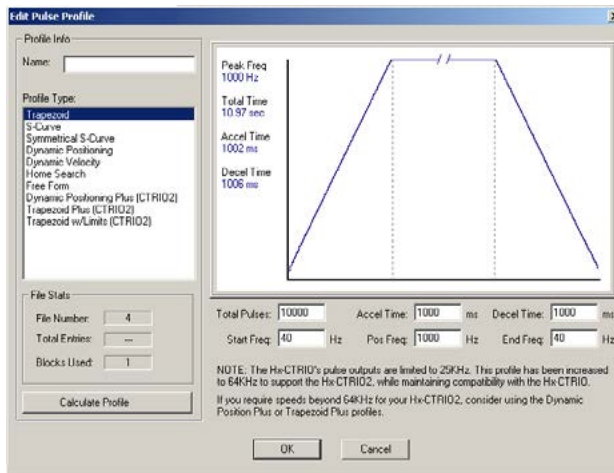 Edit Pulse Profile
Profile Info
Name:
Profile Type:
Trapezoid
S-Curve
Symmetrical S-Curve
Dynamic Positioning
Dynamic Velocity
Home Search
Free Form
Dynamic Positioning Plus (CTRIO2)
Trapezoid Plus (CTRIO2)
Trapezoid w/Limits (CTRIO2)
File Stats
File Number: 4
Total Entries: ---
Blocks Used: 1
Calculate Profile
Peak Freq
1000 Hz
Total Time
10.97 sec
Accel Time
1002 ms
Decel Time
1006 ms
Total Pulses: 10000 Accel Time: 1000 ms Decel Time: 1000 ms
Start Freq: 40 Hz Pos Freq: 1000 Hz End Freq: 40 Hz
NOTE: The Hx-CTRIO's pulse outputs are limited to 25KHz. This profile has been increased
to 64KHz to support the Hx-CTRIO2, while maintaining compatibility with the Hx-CTRIO.
If you require speeds beyond 64KHz for your Hx-CTRIO2, consider using the Dynamic
Position Plus or Trapezoid Plus profiles.
OK Cancel